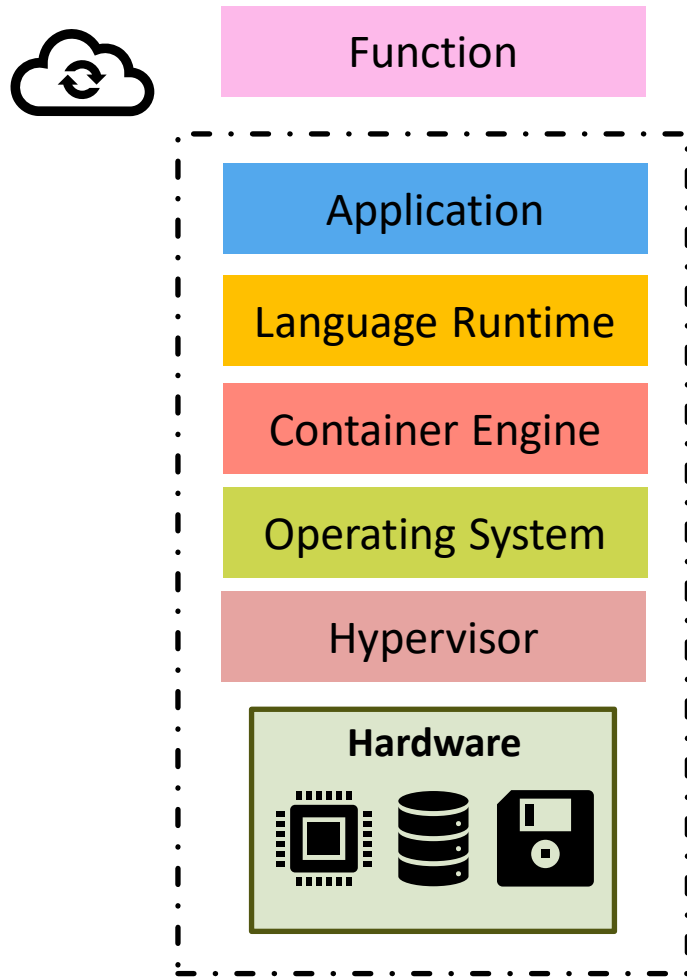 Function
Application
Language Runtime
Container Engine
Operating System
Hypervisor
Hardware